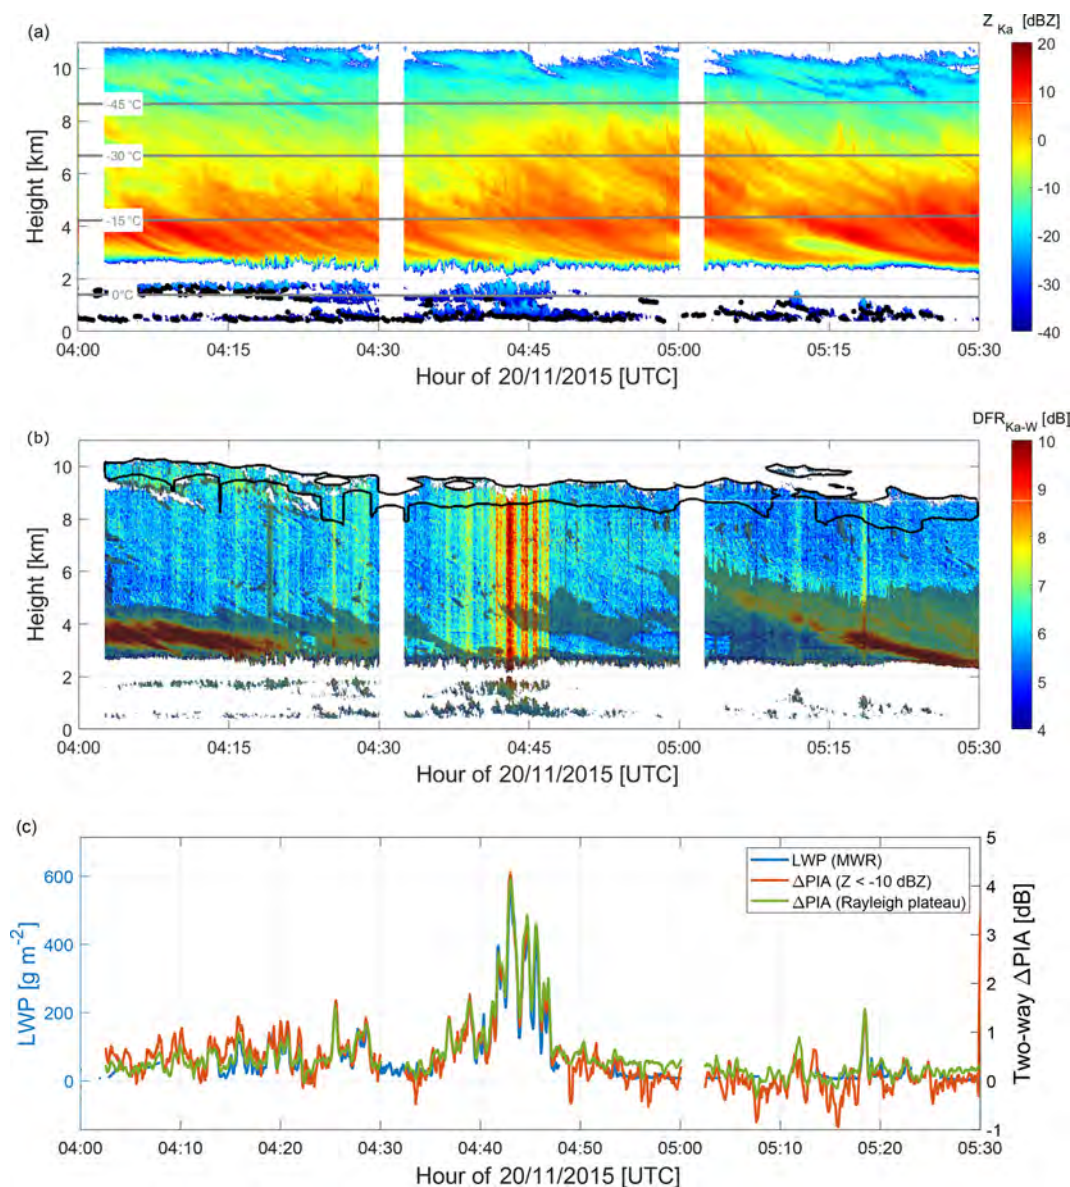 (a)
Z Ka [dBZ]
Height [km]
10
8
6
4
2
0
-45 °C
-30 °C
-15 °C
0°C
20
10
0
-10
-20
-30
-40
04:00 04:15 04:30 04:45 05:00 05:15 05:30
Hour of 20/11/2015 [UTC]
(b)
DFR Ka-W [dB]
Height [km]
10
8
6
4
2
0
10
9
8
7
6
5
4
04:00 04:15 04:30 04:45 05:00 05:15 05:30
Hour of 20/11/2015 [UTC]
(c)
LWP [g m-2]
600
400
200
0
LWP (MWR)
ΔPIA (Z < -10 dBZ)
ΔPIA (Rayleigh plateau)
5
4
3
2
1
0
-1
Two-way ΔPIA [dB]
04:00 04:10 04:20 04:30 04:40 04:50 05:00 05:10 05:20 05:30
Hour of 20/11/2015 [UTC]